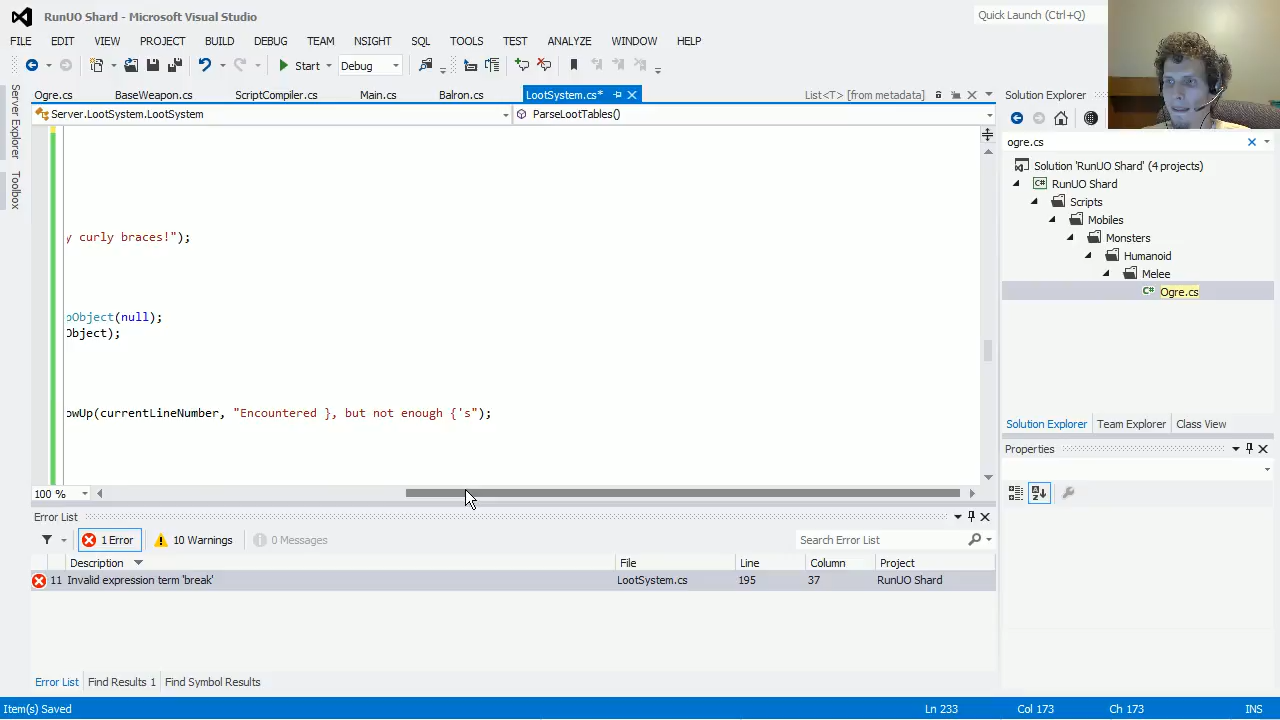 RunUO Shard - Microsoft Visual Studio
Quick Launch (Ctrl+Q)
FILE EDIT VIEW PROJECT BUILD DEBUG TEAM NSIGHT SQL TOOLS TEST ANALYZE WINDOW HELP
Start Debug
Ogre.cs BaseWeapon.cs ScriptCompiler.cs Main.cs Balron.cs LootSystem.cs* List<T> [from metadata]
Server.LootSystem.LootSystem ParseLootTables()
Server Explorer
Toolbox
y curly braces!");
Object(null);
Object);
owUp(currentLineNumber, "Encountered }, but not enough {'s");
100 %
Error List
1 Error 10 Warnings 0 Messages Search Error List
Description File Line Column Project
11 Invalid expression term 'break' LootSystem.cs 195 37 RunUO Shard
Error List Find Results 1 Find Symbol Results
Solution Explorer
ogre.cs
Solution 'RunUO Shard' (4 projects)
RunUO Shard
Scripts
Mobiles
Monsters
Humanoid
Melee
Ogre.cs
Solution Explorer Team Explorer Class View
Properties
Item(s) Saved Ln 233 Col 173 Ch 173 INS